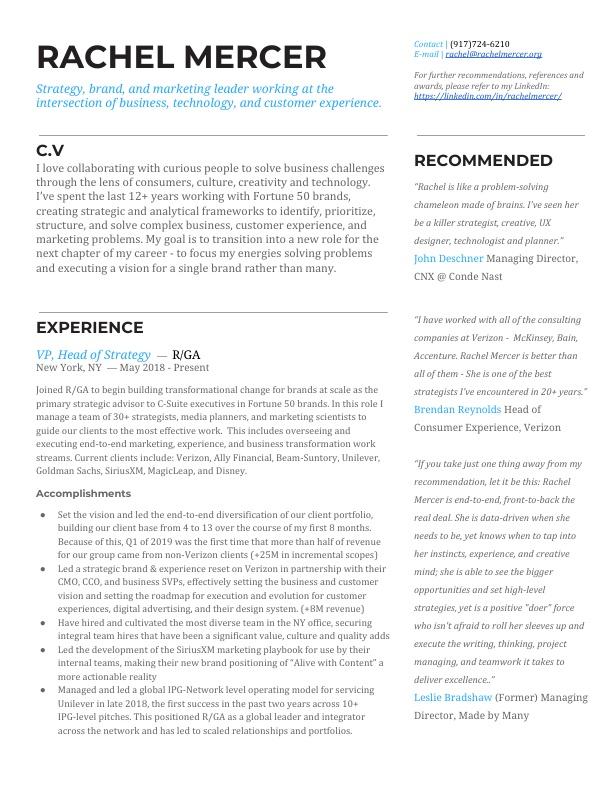 RACHEL MERCER
Strategy, brand, and marketing leader working at the
intersection of business, technology, and customer experience.
Contact | (917)724-6210
E-mail | rachel@rachelmercer.org
For further recommendations, references and
awards, please refer to my LinkedIn:
https://linkedin.com/in/rachelmercer/
C.V
I love collaborating with curious people to solve business challenges
through the lens of consumers, culture, creativity and technology.
I've spent the last 12+ years working with Fortune 50 brands,
creating strategic and analytical frameworks to identify, prioritize,
structure, and solve complex business, customer experience, and
marketing problems. My goal is to transition into a new role for the
next chapter of my career - to focus my energies solving problems
and executing a vision for a single brand rather than many.
EXPERIENCE
VP, Head of Strategy — R/GA
New York, NY — May 2018 - Present
Joined R/GA to begin building transformational change for brands at scale as the
primary strategic advisor to C-Suite executives in Fortune 50 brands. In this role I
manage a team of 30+ strategists, media planners, and marketing scientists to
guide our clients to the most effective work. This includes overseeing and
executing end-to-end marketing, experience, and business transformation work
streams. Current clients include: Verizon, Ally Financial, Beam-Suntory, Unilever,
Goldman Sachs, SiriusXM, MagicLeap, and Disney.
Accomplishments
● Set the vision and led the end-to-end diversification of our client portfolio,
building our client base from 4 to 13 over the course of my first 8 months.
Because of this, Q1 of 2019 was the first time that more than half of revenue
for our group came from non-Verizon clients (+25M in incremental scopes)
● Led a strategic brand & experience reset on Verizon in partnership with their
CMO, CCO, and business SVPs, effectively setting the business and customer
vision and setting the roadmap for execution and evolution for customer
experiences, digital advertising, and their design system. (+8M revenue)
● Have hired and cultivated the most diverse team in the NY office, securing
integral team hires that have been a significant value, culture and quality adds
● Led the development of the SiriusXM marketing playbook for use by their
internal teams, making their new brand positioning of “Alive with Content” a
more actionable reality
● Managed and led a global IPG-Network level operating model for servicing
Unilever in late 2018, the first success in the past two years across 10+
IPG-level pitches. This positioned R/GA as a global leader and integrator
across the network and has led to scaled relationships and portfolios.
RECOMMENDED
“Rachel is like a problem-solving
chameleon made of brains. I've seen her
be a killer strategist, creative, UX
designer, technologist and planner.”
John Deschner Managing Director,
CNX @ Conde Nast
“I have worked with all of the consulting
companies at Verizon - McKinsey, Bain,
Accenture. Rachel Mercer is better than
all of them - She is one of the best
strategists I've encountered in 20+ years.”
Brendan Reynolds Head of
Consumer Experience, Verizon
“If you take just one thing away from my
recommendation, let it be this: Rachel
Mercer is end-to-end, front-to-back the
real deal. She is data-driven when she
needs to be, yet knows when to tap into
her instincts, experience, and creative
mind; she is able to see the bigger
opportunities and set high-level
strategies, yet is a positive "doer" force
who isn't afraid to roll her sleeves up and
execute the writing, thinking, project
managing, and teamwork it takes to
deliver excellence..”
Leslie Bradshaw (Former) Managing
Director, Made by Many